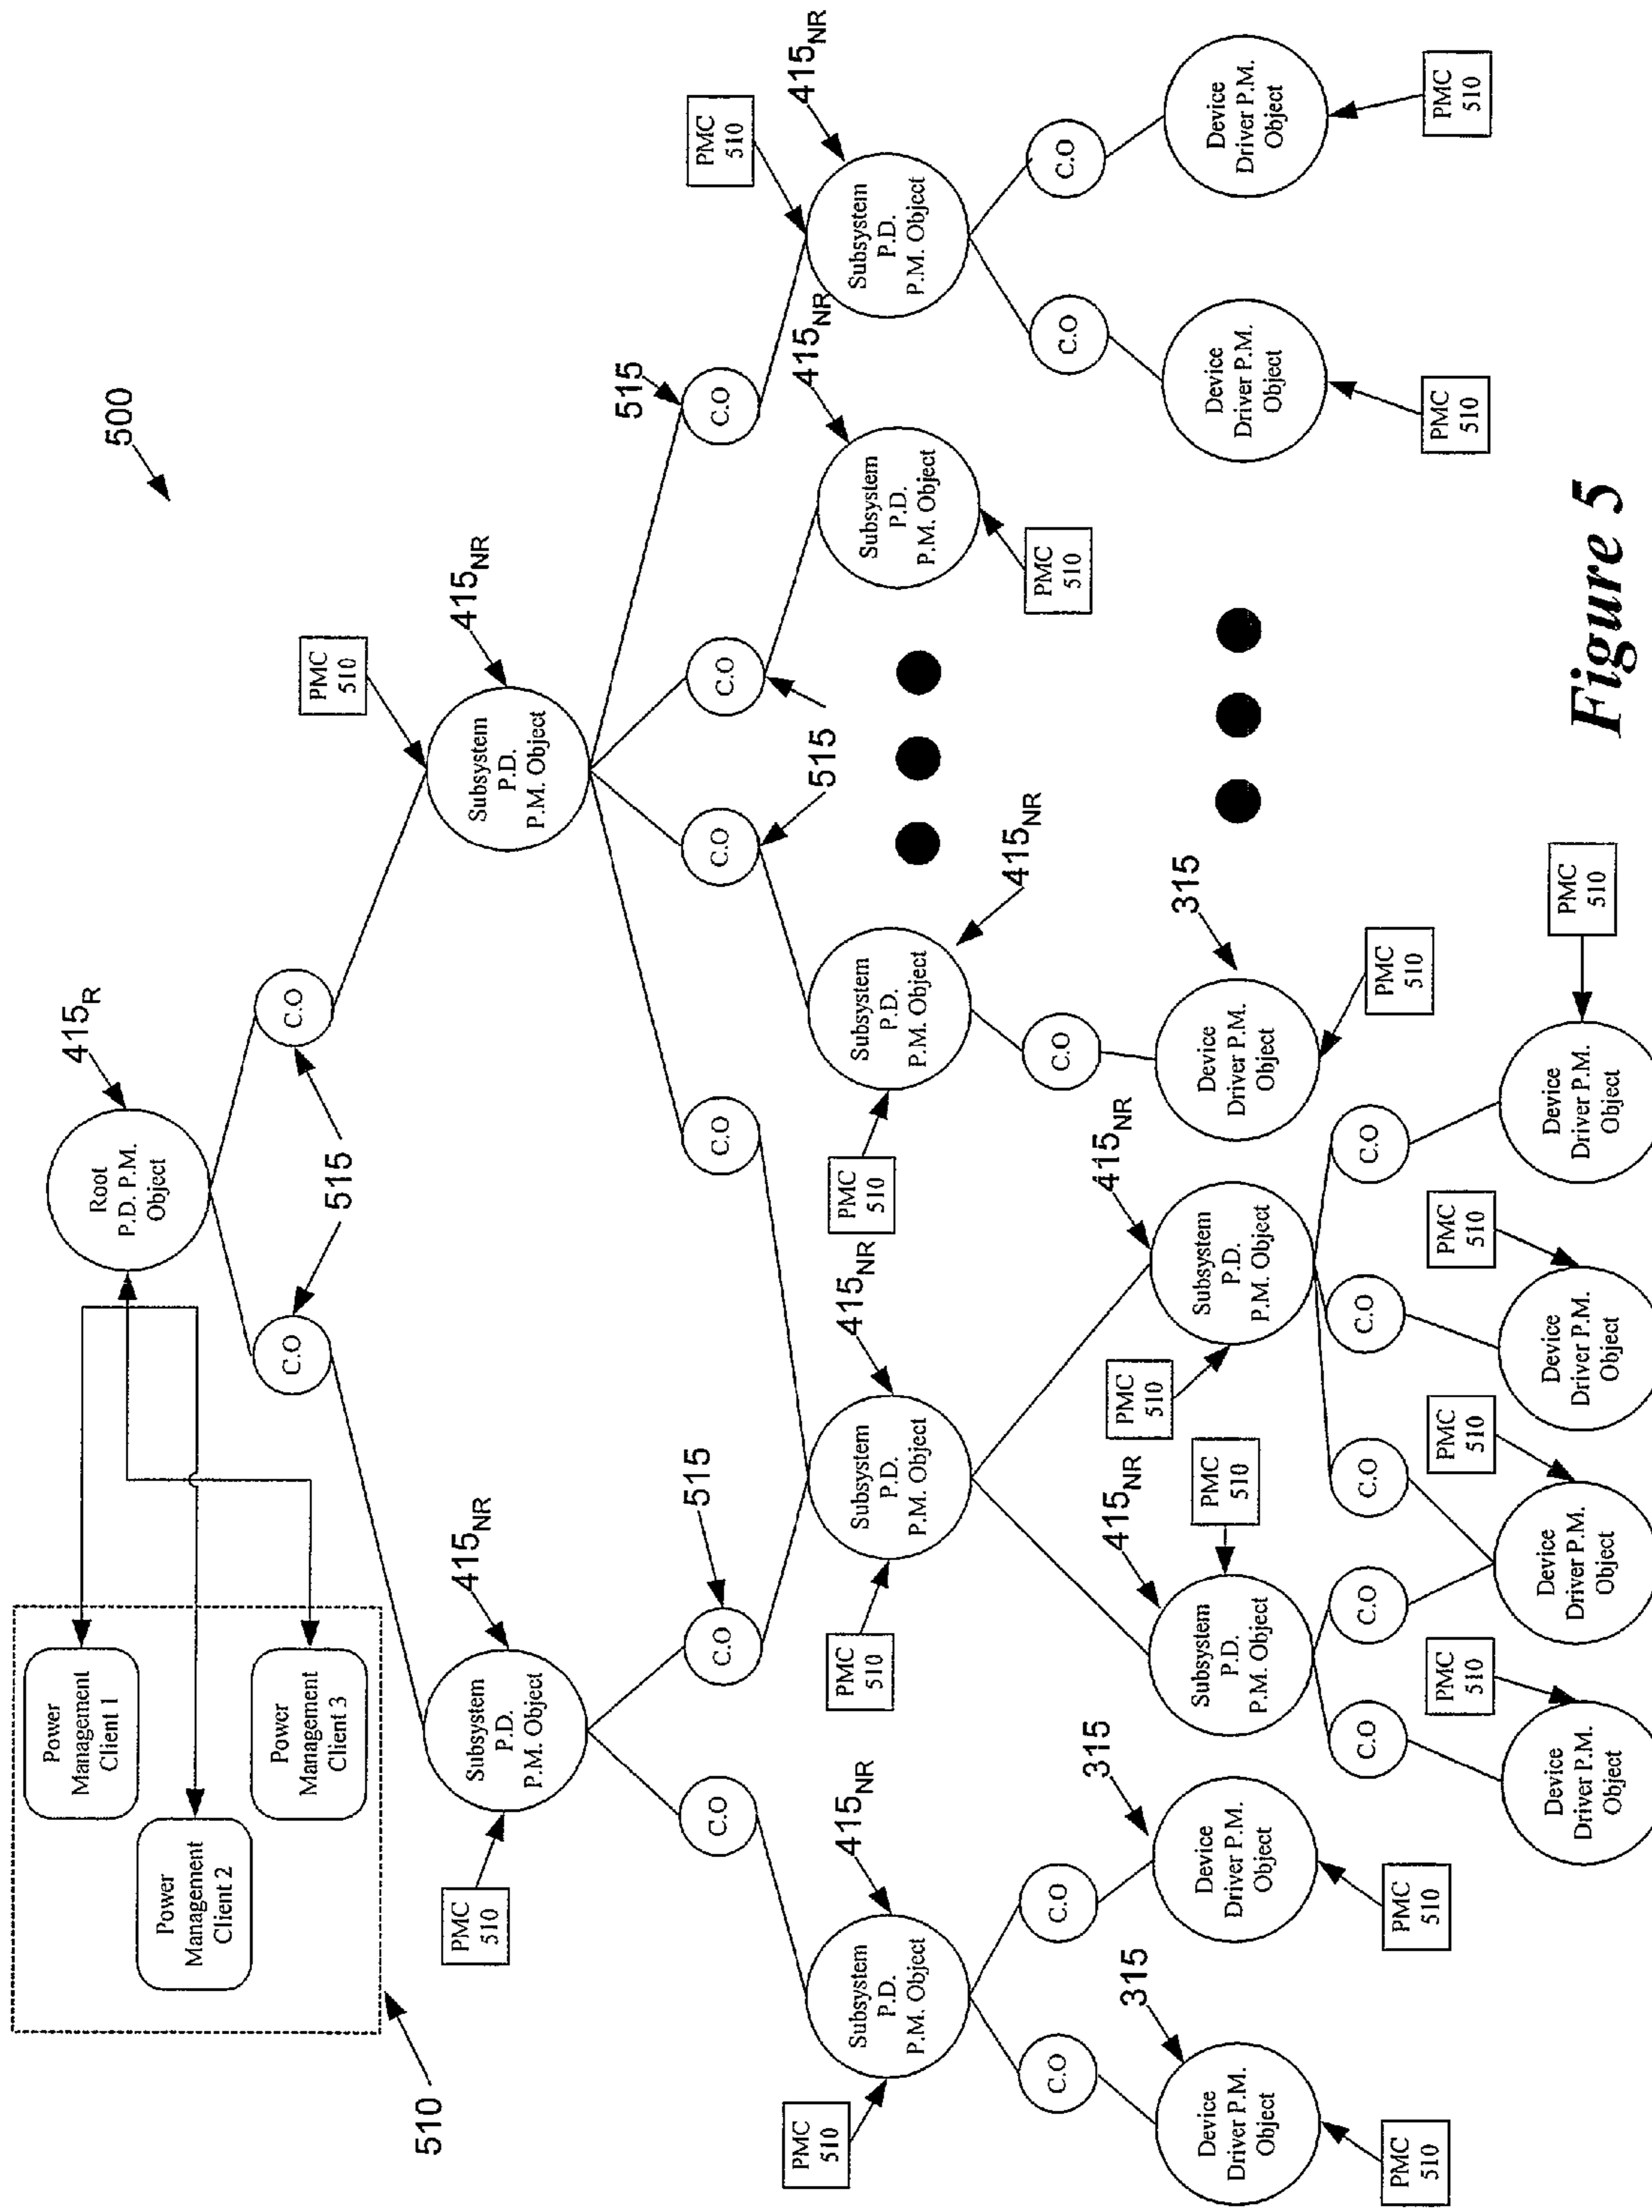 Power
Management
Client 1
Root
P.D. P.M.
Object
415R
500
Power
Management
Client 2
Power
Management
Client 3
C.O
C.O
515
510
PMC
510
PMC
510
Subsystem
P.D.
P.M. Object
415NR
Subsystem
P.D.
P.M. Object
415NR
C.O
C.O
515
C.O
C.O
C.O
515
C.O
515
PMC
510
PMC
510
Subsystem
P.D.
P.M. Object
415NR
PMC
510
Subsystem
P.D.
P.M. Object
415NR
PMC
510
Subsystem
P.D.
P.M. Object
415NR
Subsystem
P.D.
P.M. Object
415NR
PMC
510
Subsystem
P.D.
P.M. Object
415NR
C.O
C.O
C.O
C.O
C.O
Device
Driver P.M.
Object
315
Device
Driver P.M.
Object
315
Subsystem
P.D.
P.M. Object
415NR
PMC
510
PMC
510
Subsystem
P.D.
P.M. Object
415NR
Device
Driver P.M.
Object
315
Device
Driver P.M.
Object
Device
Driver P.M.
Object
PMC
510
PMC
510
PMC
510
PMC
510
PMC
510
C.O
C.O
C.O
C.O
C.O
PMC
510
PMC
510
PMC
510
PMC
510
Device
Driver P.M.
Object
Device
Driver P.M.
Object
Device
Driver P.M.
Object
Device
Driver P.M.
Object
Figure 5